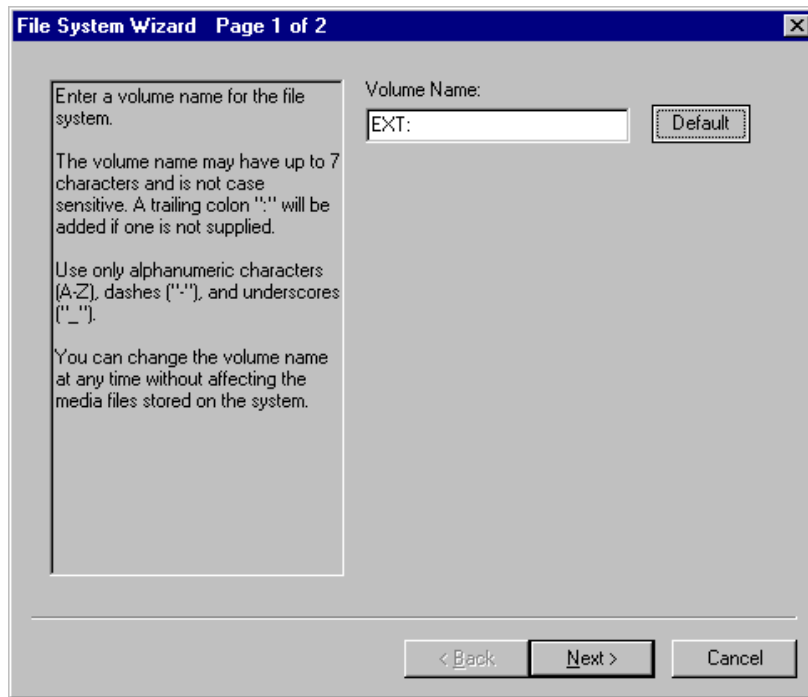 File System Wizard   Page 1 of 2
Enter a volume name for the file
system.
The volume name may have up to 7
characters and is not case
sensitive. A trailing colon ":" will be
added if one is not supplied.
Use only alphanumeric characters
(A-Z), dashes ("-"), and underscores
("_").
You can change the volume name
at any time without affecting the
media files stored on the system.
Volume Name:
EXT:
Default
< Back
Next >
Cancel